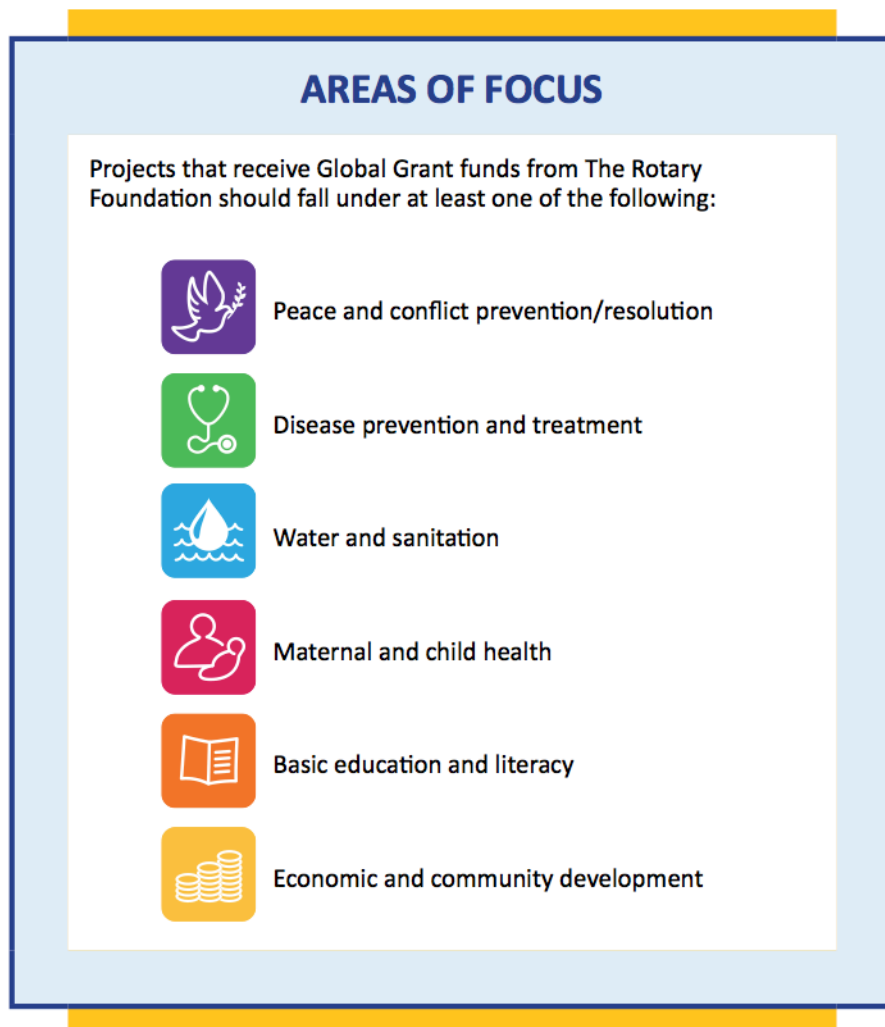 AREAS OF FOCUS
Projects that receive Global Grant funds from The Rotary
Foundation should fall under at least one of the following:
Peace and conflict prevention/resolution
Disease prevention and treatment
Water and sanitation
Maternal and child health
Basic education and literacy
Economic and community development